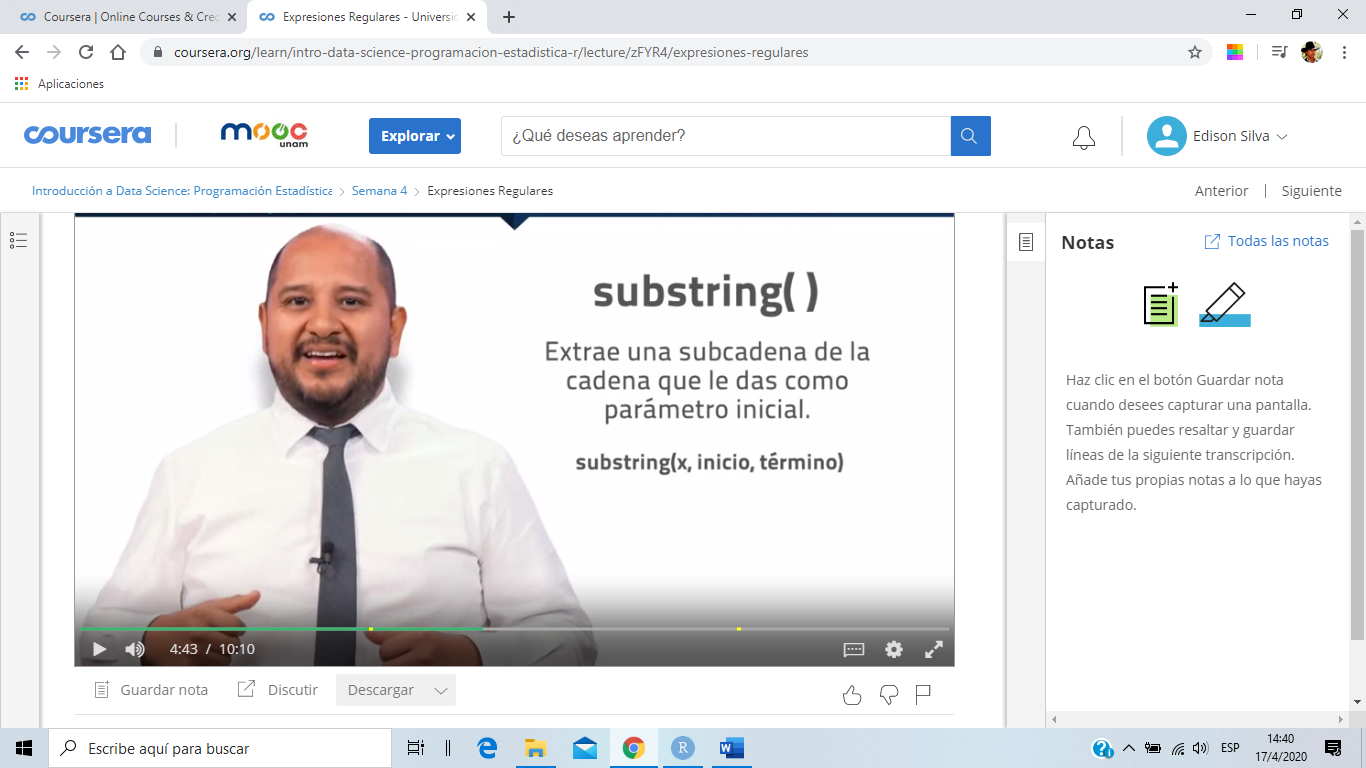 Coursera | Online Courses & Cred
Expresiones Regulares - Universid
coursera.org/learn/intro-data-science-programacion-estadistica-r/lecture/zFYR4/expresiones-regulares
Aplicaciones
coursera
mooc
unam
Explorar
¿Qué deseas aprender?
Edison Silva
Introducción a Data Science: Programación Estadística
Semana 4
Expresiones Regulares
Anterior | Siguiente
substring( )
Extrae una subcadena de la
cadena que le das como
parámetro inicial.
substring(x, inicio, término)
4:43 / 10:10
Guardar nota
Discutir
Descargar
Notas
Todas las notas
Haz clic en el botón Guardar nota
cuando desees capturar una pantalla.
También puedes resaltar y guardar
líneas de la siguiente transcripción.
Añade tus propias notas a lo que hayas
capturado.
Escribe aquí para buscar
ESP
14:40
17/4/2020